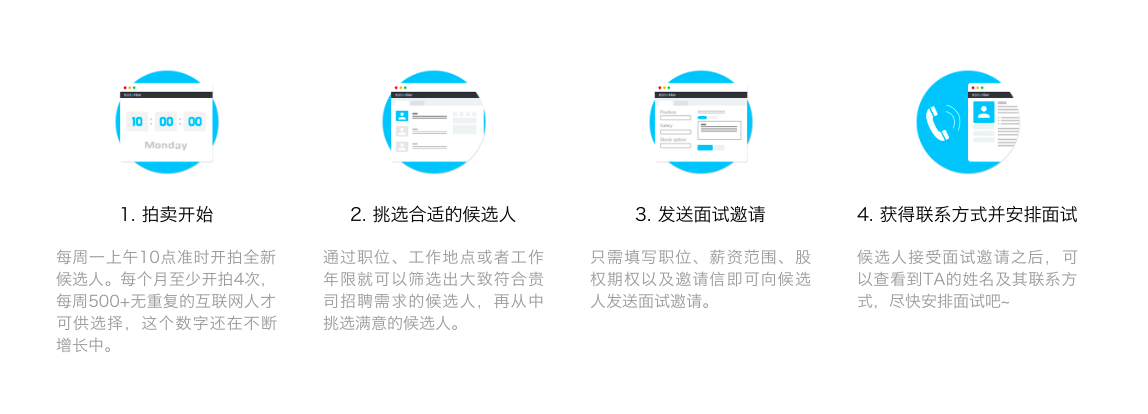 10 : 00 : 00
Monday
Position
Salary
Stock option
1. 拍卖开始
每周一上午10点准时开拍全新
候选人。每个月至少开拍4次，
每周500+无重复的互联网人才
可供选择，这个数字还在不断
增长中。
2. 挑选合适的候选人
通过职位、工作地点或者工作
年限就可以筛选出大致符合贵
司招聘需求的候选人，再从中
挑选满意的候选人。
3. 发送面试邀请
只需填写职位、薪资范围、股
权期权以及邀请信即可向候选
人发送面试邀请。
4. 获得联系方式并安排面试
候选人接受面试邀请之后，可
以查看到TA的姓名及其联系方
式，尽快安排面试吧~